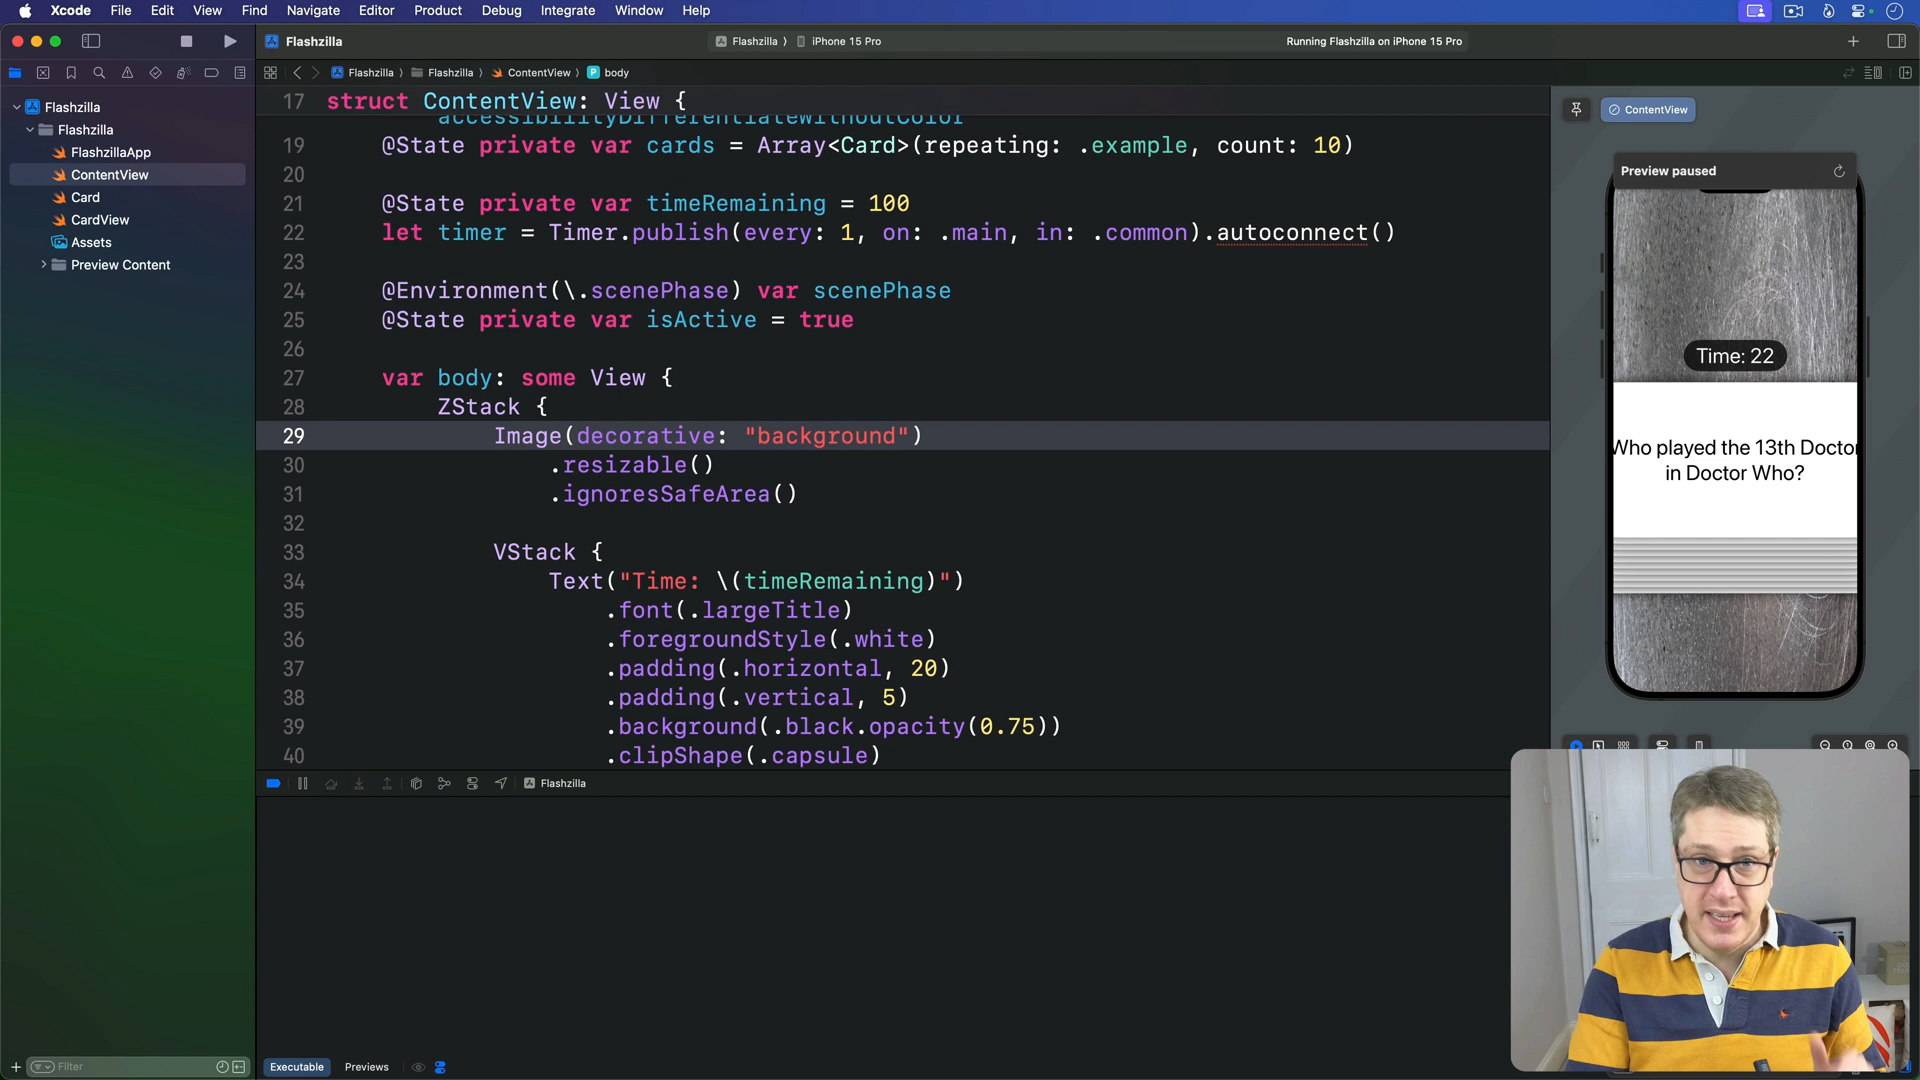 Xcode File Edit View Find Navigate Editor Product Debug Integrate Window Help
Flashzilla
Flashzilla iPhone 15 Pro
Running Flashzilla on iPhone 15 Pro
Flashzilla Flashzilla ContentView P body
Flashzilla
Flashzilla
FlashzillaApp
ContentView
Card
CardView
Assets
Preview Content
17 struct ContentView: View {
accessibilityDifferentiateWithoutColor
19 @State private var cards = Array<Card>(repeating: .example, count: 10)
20
21 @State private var timeRemaining = 100
22 let timer = Timer.publish(every: 1, on: .main, in: .common).autoconnect()
23
24 @Environment(\.scenePhase) var scenePhase
25 @State private var isActive = true
26
27 var body: some View {
28 ZStack {
29 Image(decorative: "background")
30 .resizable()
31 .ignoresSafeArea()
32
33 VStack {
34 Text("Time: \(timeRemaining)")
35 .font(.largeTitle)
36 .foregroundStyle(.white)
37 .padding(.horizontal, 20)
38 .padding(.vertical, 5)
39 .background(.black.opacity(0.75))
40 .clipShape(.capsule)
ContentView
Preview paused
Time: 22
Who played the 13th Doctor
in Doctor Who?
Flashzilla
Filter
Executable Previews